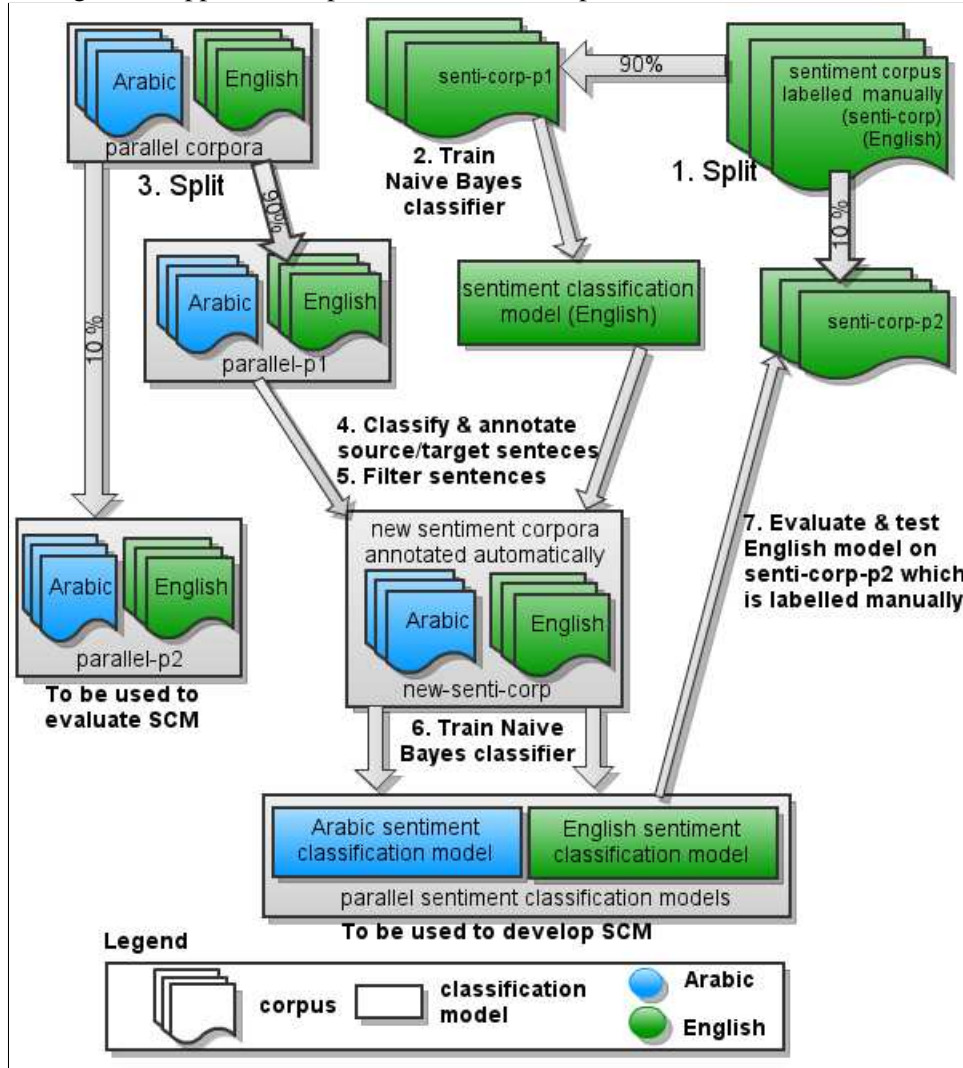 Arabic
English
parallel corpora
senti-corp-p1
90%
sentiment corpus
labelled manually
(senti-corp)
(English)
2. Train
Naive Bayes
classifier
1. Split
3. Split
90%
10 %
10 %
Arabic
English
parallel-p1
sentiment classification
model (English)
senti-corp-p2
4. Classify & annotate
source/target senteces
5. Filter sentences
new sentiment corpora
annotated automatically
Arabic
English
new-senti-corp
7. Evaluate & test
English model on
senti-corp-p2 which
is labelled manually
Arabic
English
parallel-p2
To be used to
evaluate SCM
6. Train Naive
Bayes classifier
Arabic sentiment
classification model
English sentiment
classification model
parallel sentiment classification models
To be used to develop SCM
Legend
corpus
classification
model
Arabic
English